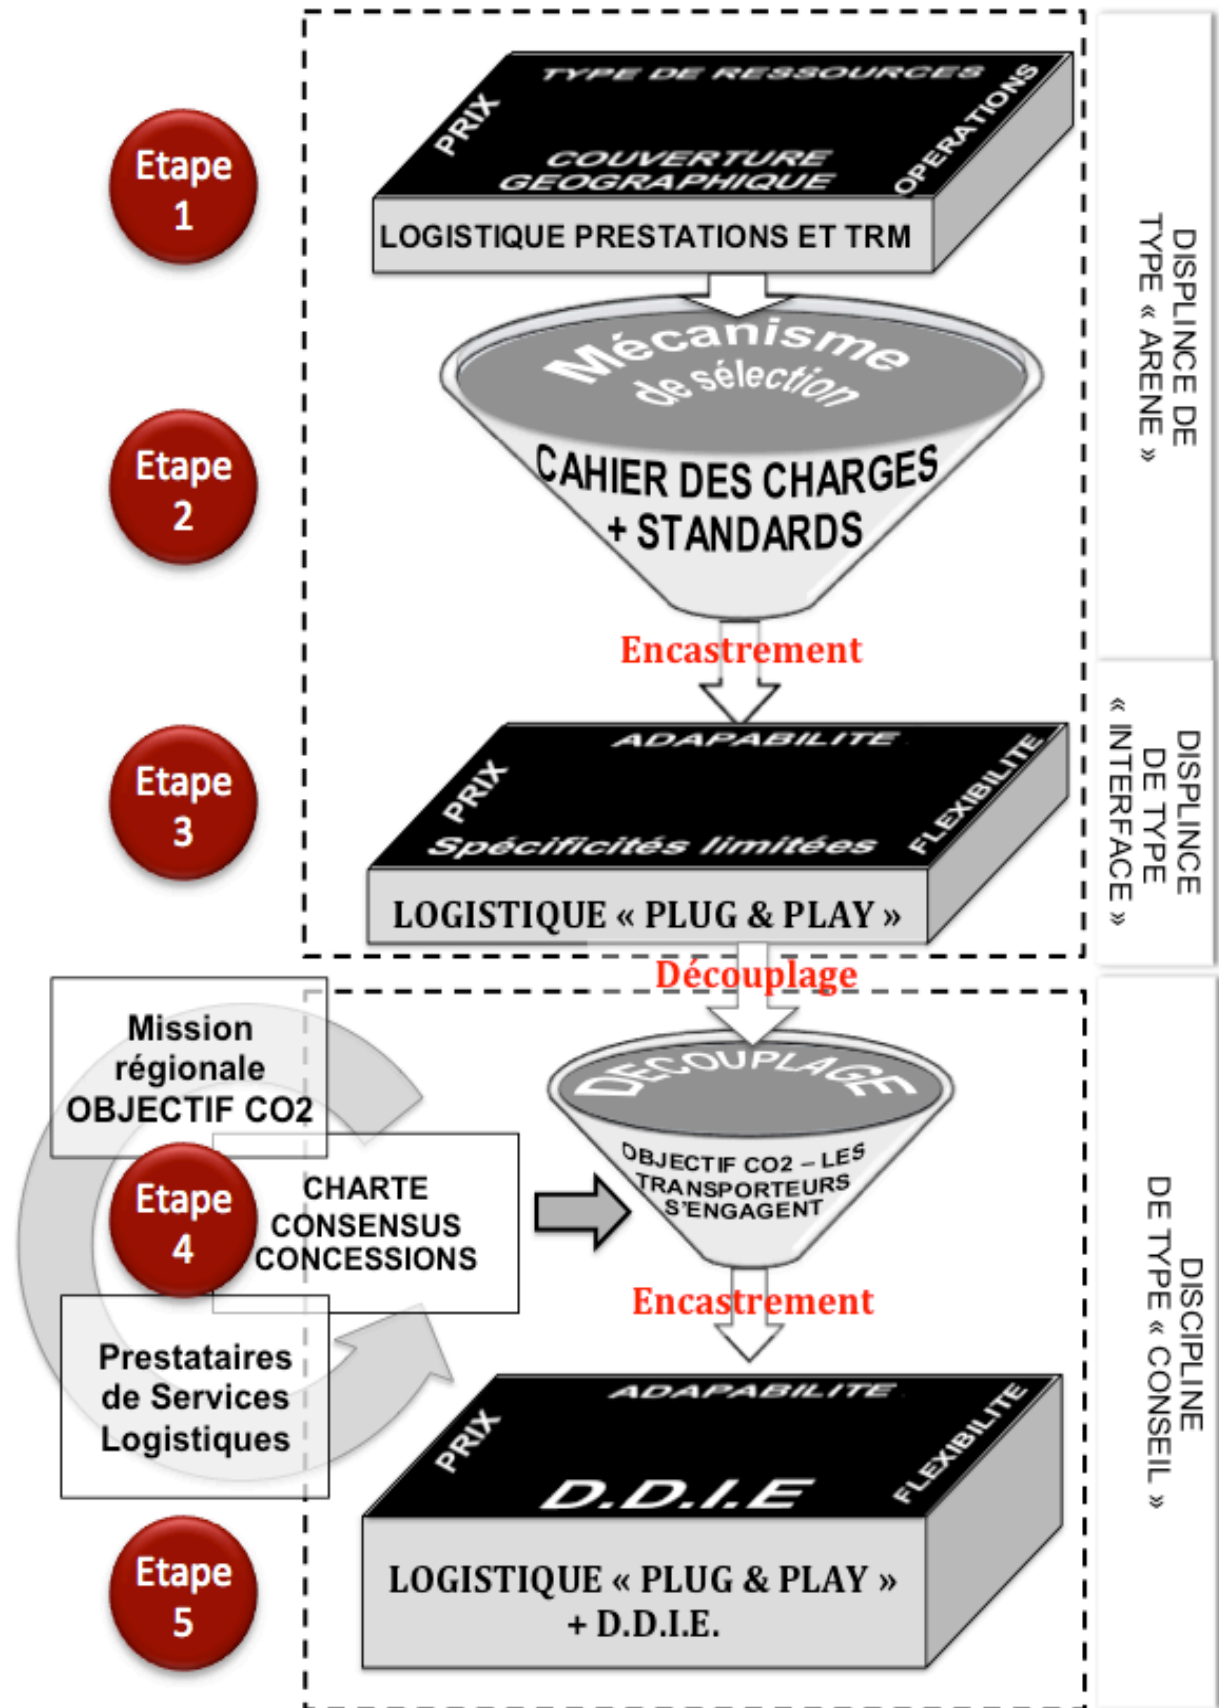 Etape
1
TYPE DE RESSOURCES
PRIX
OPERATIONS
COUVERTURE
GEOGRAPHIQUE
LOGISTIQUE PRESTATIONS ET TRM
DISPLINCE DE
TYPE « ARENE »
Etape
2
Mécanisme
de sélection
CAHIER DES CHARGES
+ STANDARDS
Encastrement
Etape
3
ADAPABILITE
PRIX
FLEXIBILITE
Spécificités limitées
LOGISTIQUE « PLUG & PLAY »
DISPLINCE
DE TYPE
« INTERFACE »
Découplage
Mission
régionale
OBJECTIF CO2
DECOUPLAGE
OBJECTIF CO2 – LES
TRANSPORTEURS
S'ENGAGENT
Etape
4
CHARTE
CONSENSUS
CONCESSIONS
Encastrement
Prestataires
de Services
Logistiques
DISCIPLINE
DE TYPE « CONSEIL »
ADAPABILITE
PRIX
FLEXIBILITE
D.D.I.E
Etape
5
LOGISTIQUE « PLUG & PLAY »
+ D.D.I.E.